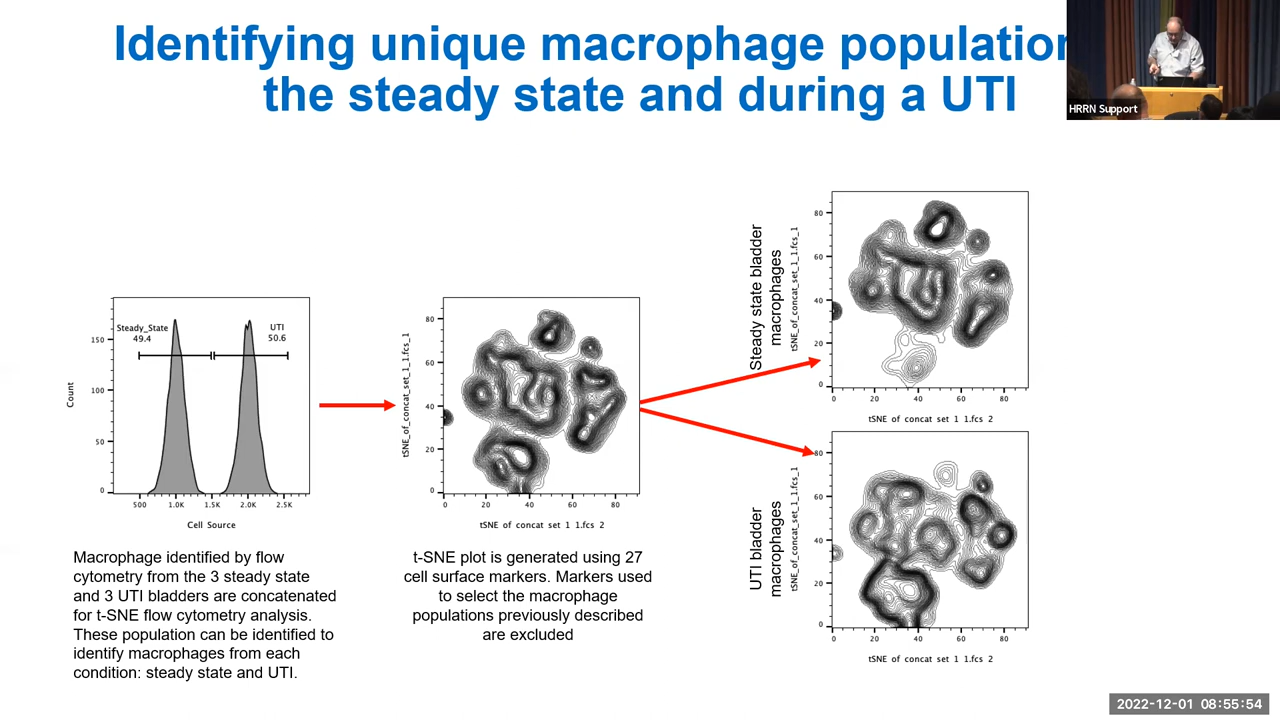 Identifying unique macrophage population
the steady state and during a UTI
HRRN Support
Steady_State
49.4
UTI
50.6
150
100
50
0
Count
500 1.0K 1.5K 2.0K 2.5K
Cell Source
Macrophage identified by flow
cytometry from the 3 steady state
and 3 UTI bladders are concatenated
for t-SNE flow cytometry analysis.
These population can be identified to
identify macrophages from each
condition: steady state and UTI.
80
60
40
20
0
tSNE_of_concat_set_1_1.fcs_1
0 20 40 60 80
tSNE of concat set 1 1.fcs 2
t-SNE plot is generated using 27
cell surface markers. Markers used
to select the macrophage
populations previously described
are excluded
Steady state bladder
macrophages
tSNE_of_concat_set_1_1.fcs_1
80
60
40
20
0
0 20 40 60 80
tSNE of concat set 1 1.fcs 2
UTI bladder
macrophages
tSNE_of_concat_set_1_1.fcs_1
80
60
40
20
0
0 20 40 60 80
tSNE of concat set 1 1.fcs 2
2022-12-01 08:55:54